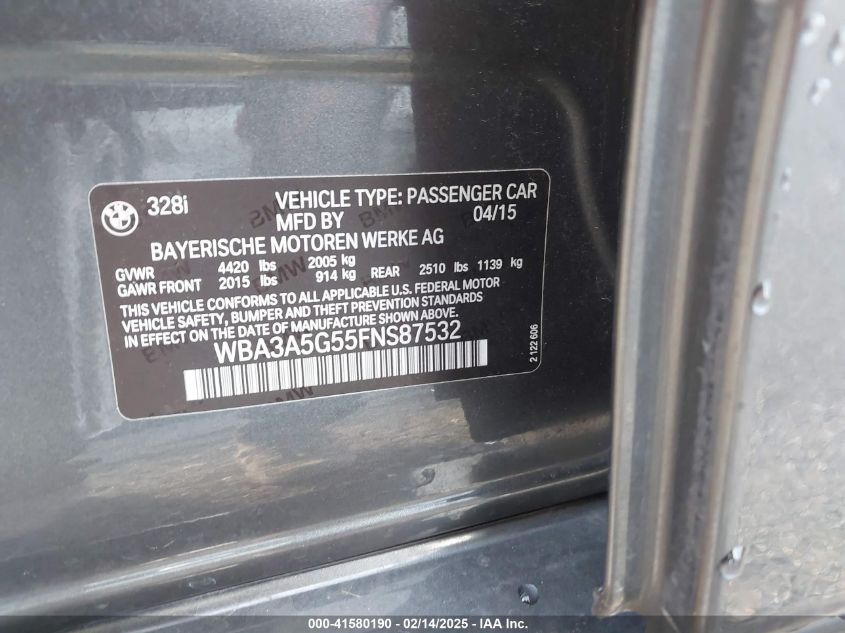 328i VEHICLE TYPE: PASSENGER CAR
MFD BY 04/15
BAYERISCHE MOTOREN WERKE AG
GVWR 4420 lbs 2005 kg
GAWR FRONT 2015 lbs 914 kg REAR 2510 lbs 1139 kg
THIS VEHICLE CONFORMS TO ALL APPLICABLE U.S. FEDERAL MOTOR
VEHICLE SAFETY, BUMPER AND THEFT PREVENTION STANDARDS
IN EFFECT ON THE DATE OF MANUFACTURE SHOWN ABOVE.
WBA3A5G55FNS87532
2 122 606
000-41580190 - 02/14/2025 - IAA Inc.